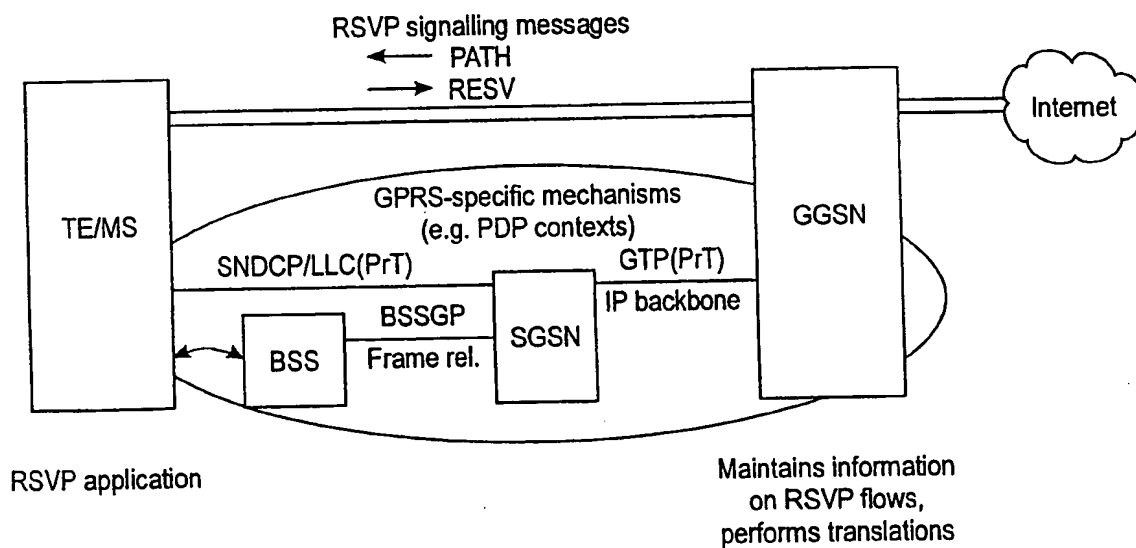 RSVP signalling messages
PATH
RESV
Internet
TE/MS
GPRS-specific mechanisms
(e.g. PDP contexts)
GGSN
SNDCP/LLC(PrT)
GTP(PrT)
IP backbone
BSSGP
SGSN
BSS
Frame rel.
RSVP application
Maintains information
on RSVP flows,
performs translations